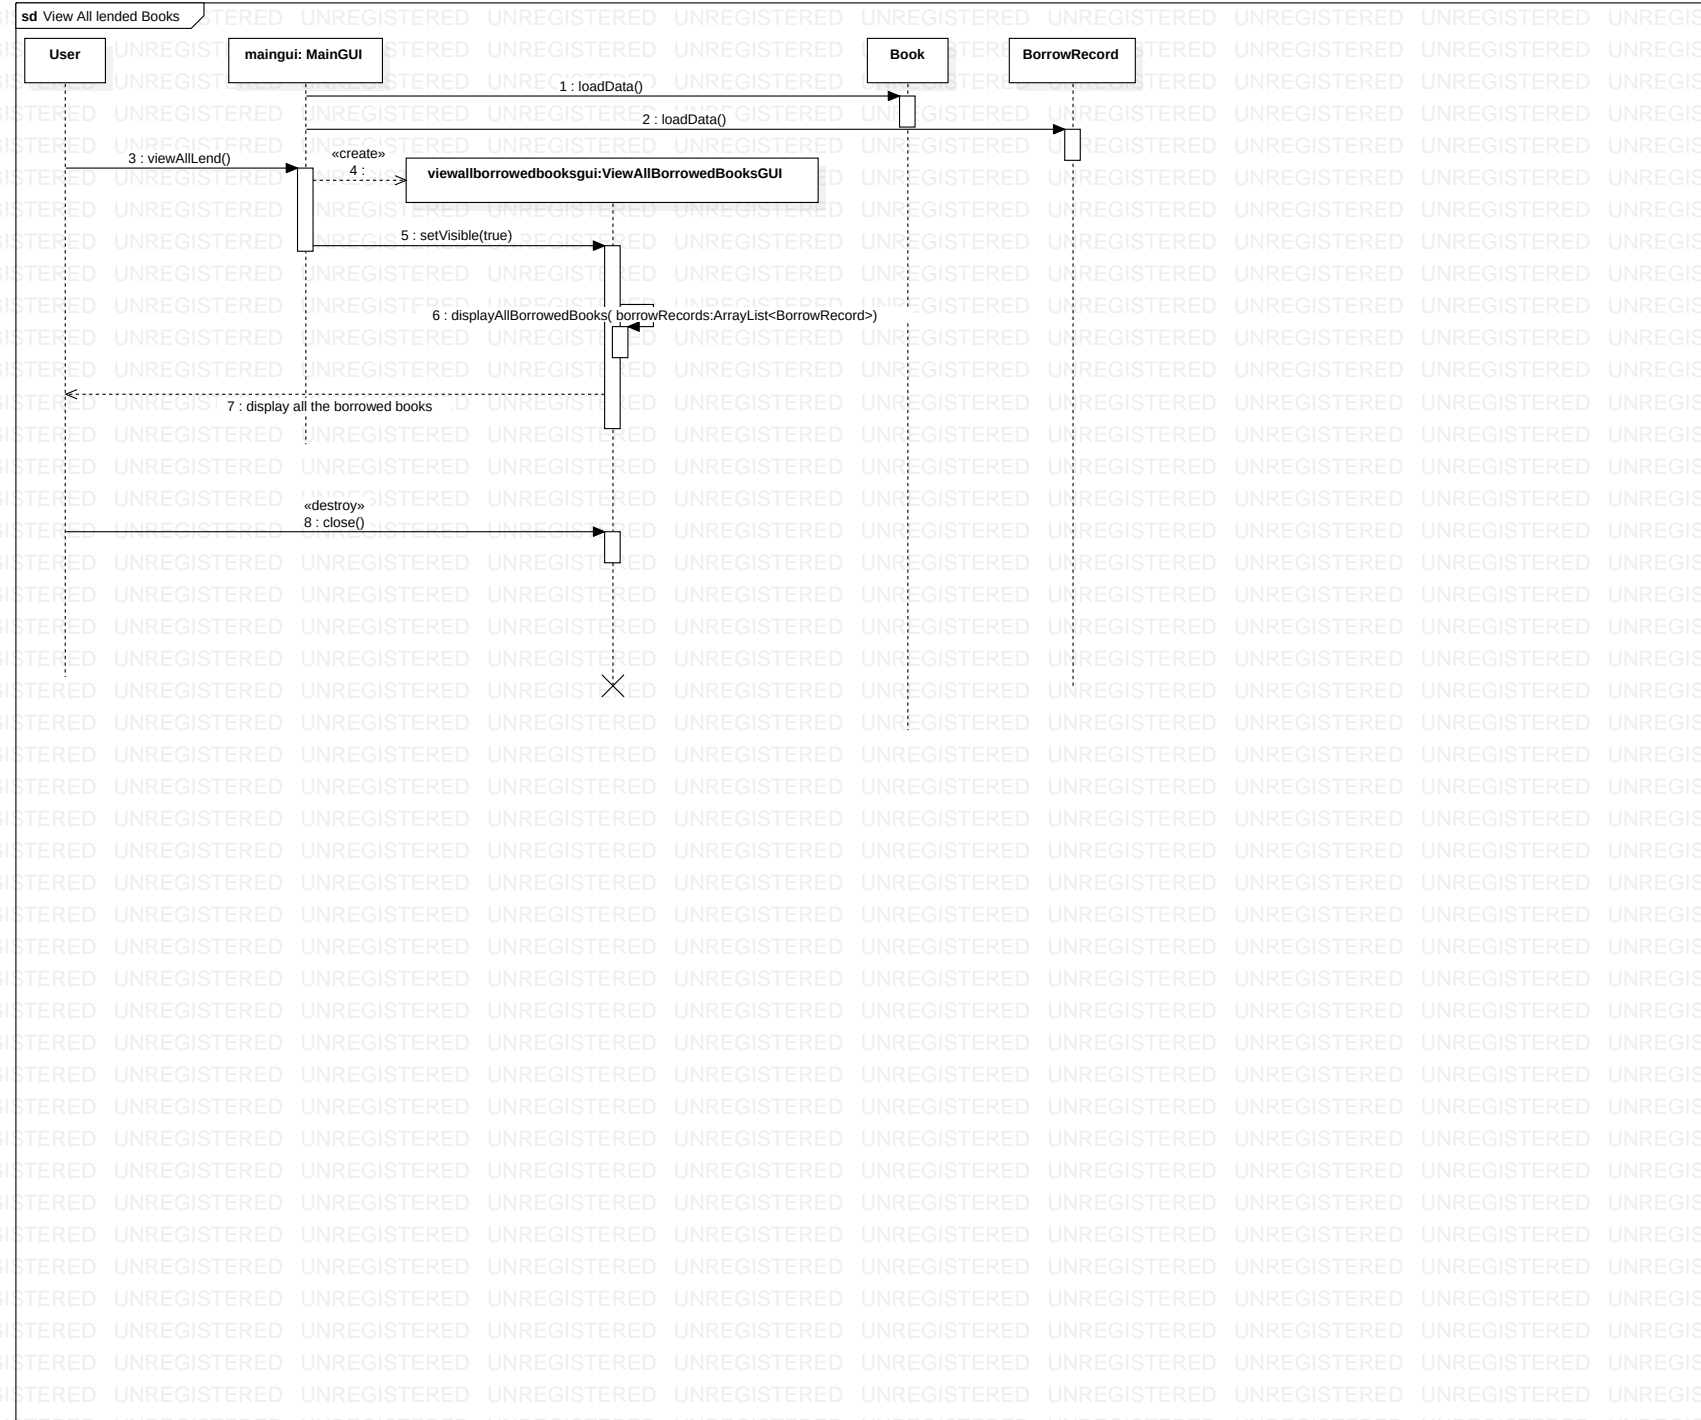 sd View All lended Books
User
maingui: MainGUI
Book
BorrowRecord
1 : loadData()
2 : loadData()
3 : viewAllLend()
«create»
4 :
viewallborrowedbooksgui:ViewAllBorrowedBooksGUI
5 : setVisible(true)
6 : displayAllBorrowedBooks( borrowRecords:ArrayList<BorrowRecord>)
7 : display all the borrowed books
«destroy»
8 : close()
UNREGISTERED